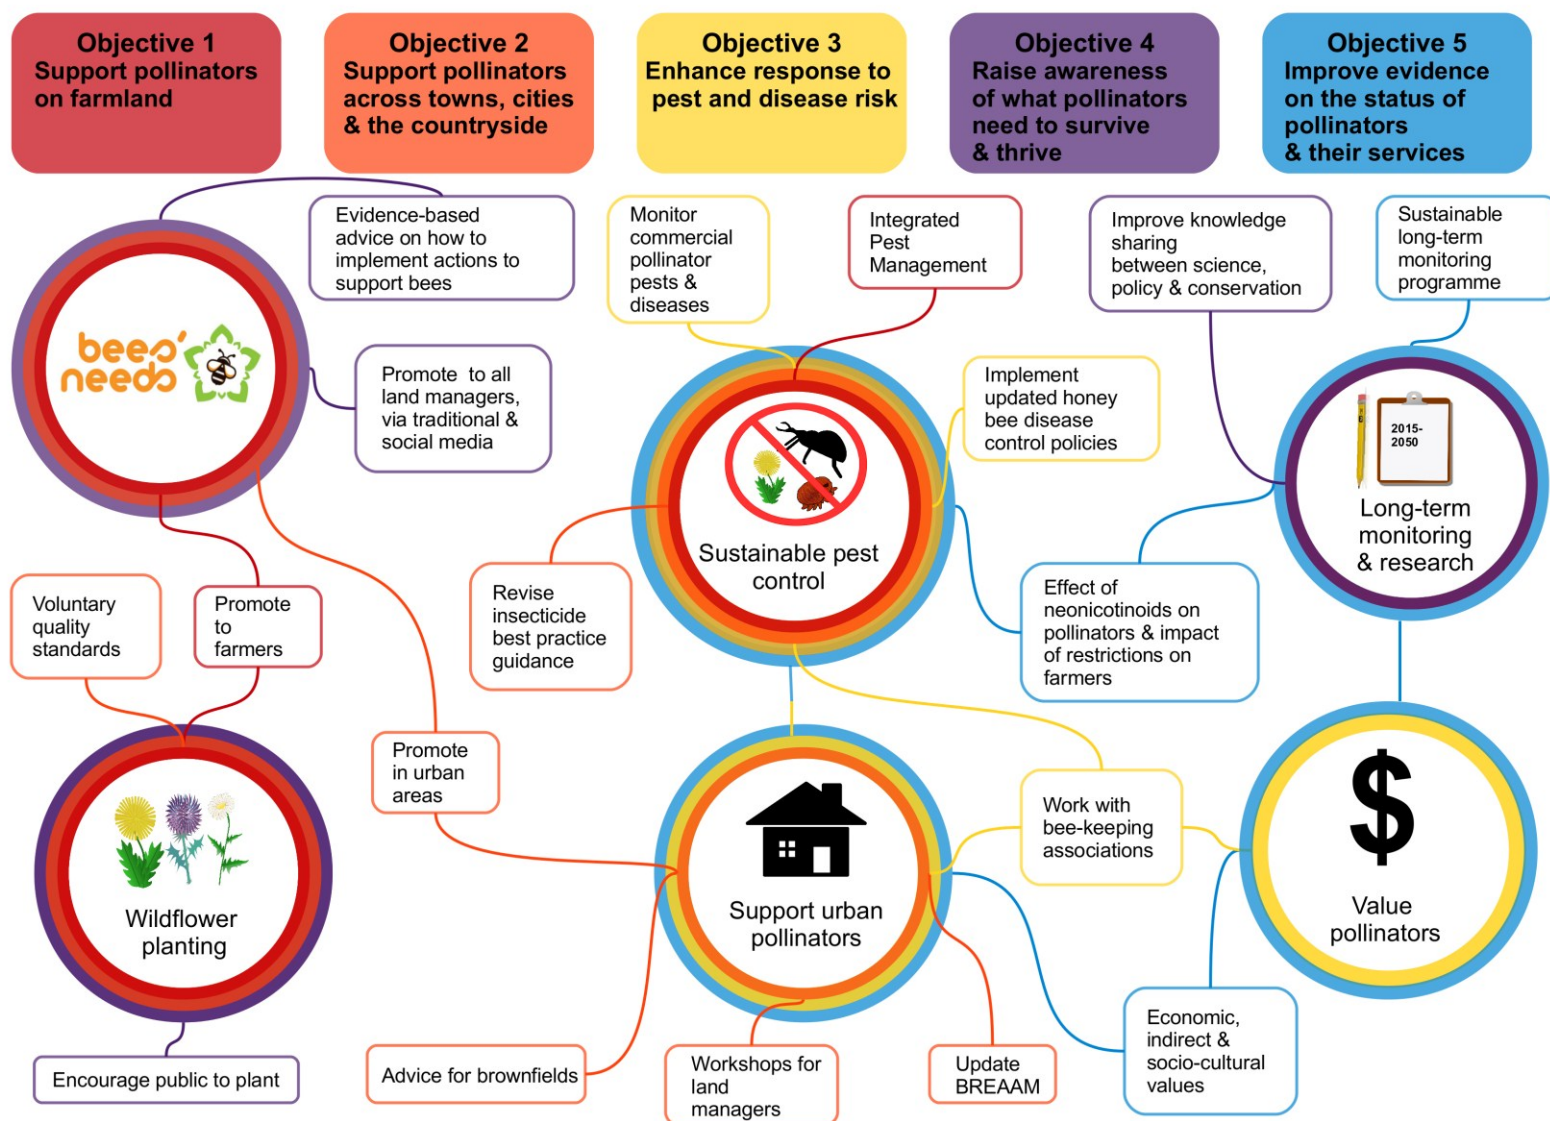 Objective 1
Support pollinators
on farmland
Objective 2
Support pollinators
across towns, cities
& the countryside
Objective 3
Enhance response to
pest and disease risk
Objective 4
Raise awareness
of what pollinators
need to survive
& thrive
Objective 5
Improve evidence
on the status of
pollinators
& their services
Evidence-based
advice on how to
implement actions to
support bees
Monitor
commercial
pollinator
pests &
diseases
Integrated
Pest
Management
Improve knowledge
sharing
between science,
policy & conservation
Sustainable
long-term
monitoring
programme
bees'
needs
Promote to all
land managers,
via traditional &
social media
Implement
updated honey
bee disease
control policies
2015-
2050
Long-term
monitoring
& research
Sustainable pest
control
Voluntary
quality
standards
Promote
to
farmers
Revise
insecticide
best practice
guidance
Effect of
neonicotinoids on
pollinators & impact
of restrictions on
farmers
Promote
in urban
areas
Work with
bee-keeping
associations
Wildflower
planting
Support urban
pollinators
$
Value
pollinators
Encourage public to plant
Advice for brownfields
Workshops for
land
managers
Update
BREAAM
Economic,
indirect &
socio-cultural
values